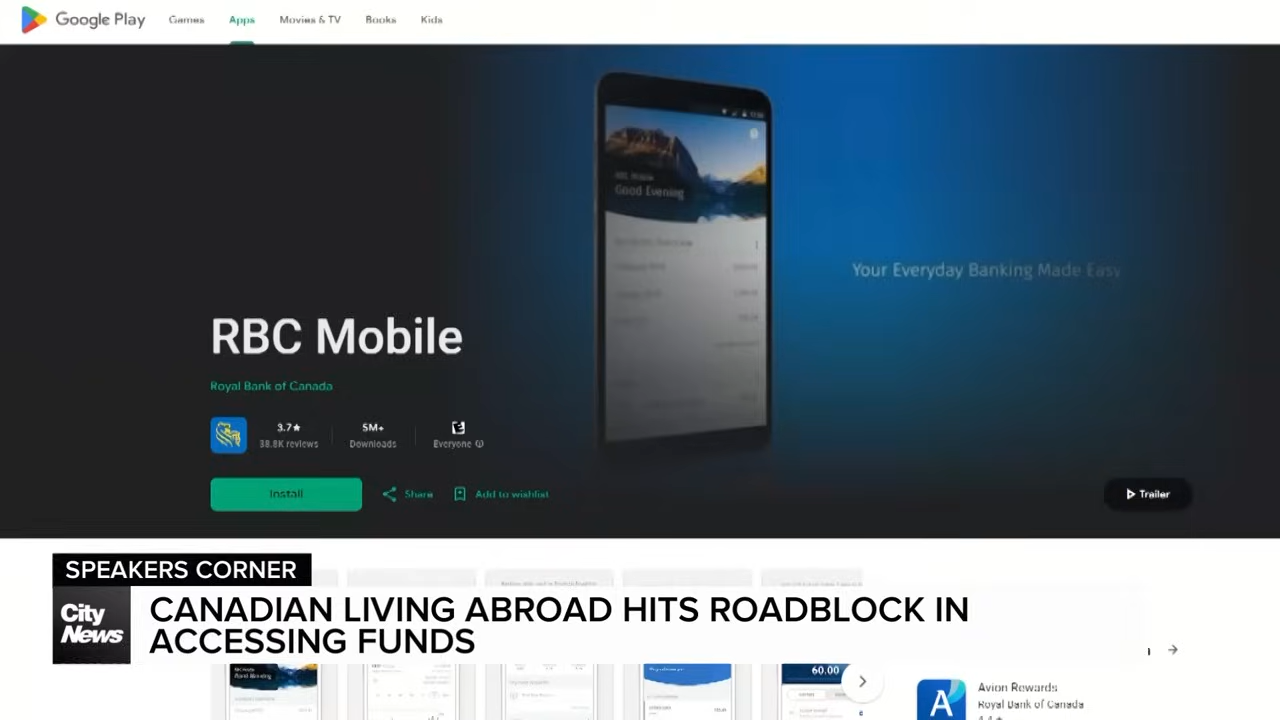 Google Play
Games
Apps
Movies & TV
Books
Kids
RBC Mobile
Good Evening
Your Everyday Banking Made Easy
RBC Mobile
Royal Bank of Canada
3.7★
38.8K reviews
5M+
Downloads
E
Everyone
Install
Share
Add to wishlist
Trailer
SPEAKERS CORNER
City
News
CANADIAN LIVING ABROAD HITS ROADBLOCK IN
ACCESSING FUNDS
60.00
A
Avion Rewards
Royal Bank of Canada